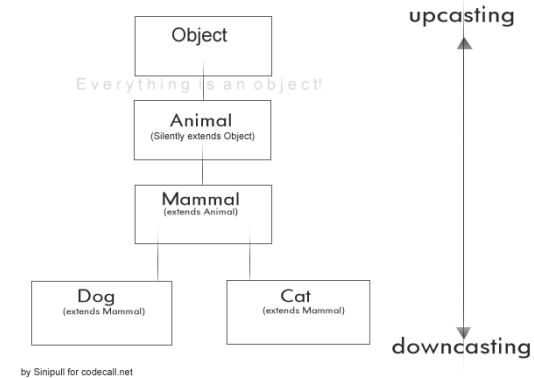 upcasting
Object
Everything is an object!
Animal
(Silently extends Object)
Mammal
(extends Animal)
Dog
(extends Mammal)
Cat
(extends Mammal)
downcasting
by Sinipull for codecall.net